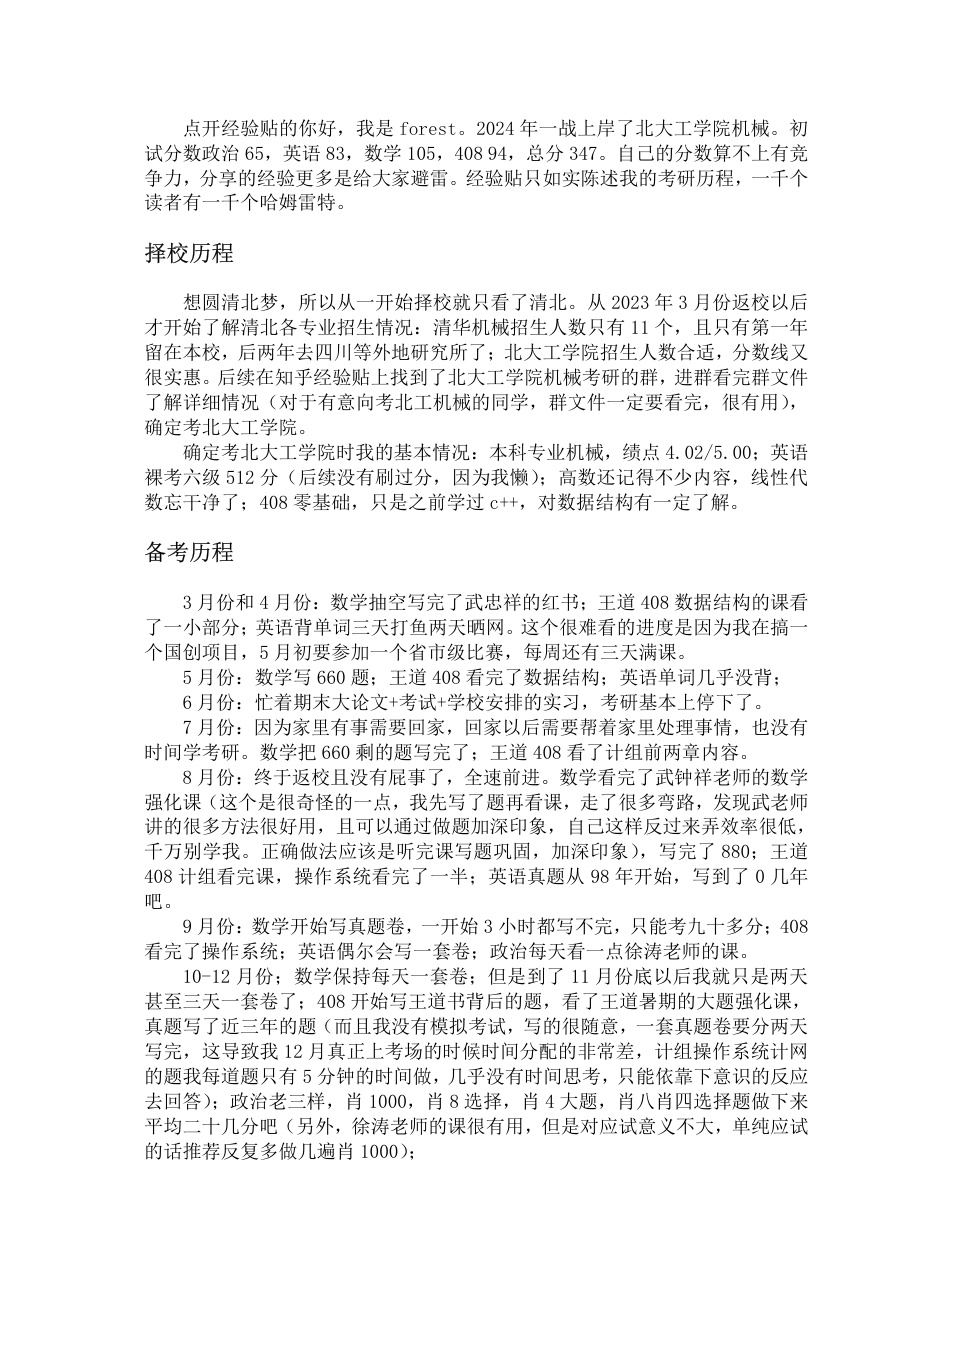 点开经验贴的你好，我是 forest。2024 年一战上岸了北大工学院机械。初
试分数政治 65，英语 83，数学 105，408 94，总分 347。自己的分数算不上有竞
争力，分享的经验更多是给大家避雷。经验贴只如实陈述我的考研历程，一千个
读者有一千个哈姆雷特。
择校历程
想圆清北梦，所以从一开始择校就只看了清北。从 2023 年 3 月份返校以后
才开始了解清北各专业招生情况：清华机械招生人数只有 11 个，且只有第一年
留在本校，后两年去四川等外地研究所了；北大工学院招生人数合适，分数线又
很实惠。后续在知乎经验贴上找到了北大工学院机械考研的群，进群看完群文件
了解详细情况（对于有意向考北工机械的同学，群文件一定要看完，很有用），
确定考北大工学院。
确定考北大工学院时我的基本情况：本科专业机械，绩点 4.02/5.00；英语
裸考六级 512 分（后续没有刷过分，因为我懒）；高数还记得不少内容，线性代
数忘干净了；408 零基础，只是之前学过 c++，对数据结构有一定了解。
备考历程
3 月份和 4 月份：数学抽空写完了武忠祥的红书；王道 408 数据结构的课看
了一小部分；英语背单词三天打鱼两天晒网。这个很难看的进度是因为我在搞一
个国创项目，5 月初要参加一个省市级比赛，每周还有三天满课。
5 月份：数学写 660 题；王道 408 看完了数据结构；英语单词几乎没背；
6 月份：忙着期末大论文+考试+学校安排的实习，考研基本上停下了。
7 月份：因为家里有事需要回家，回家以后需要帮着家里处理事情，也没有
时间学考研。数学把 660 剩的题写完了；王道 408 看了计组前两章内容。
8 月份：终于返校且没有屁事了，全速前进。数学看完了武钟祥老师的数学
强化课（这个是很奇怪的一点，我先写了题再看课，走了很多弯路，发现武老师
讲的很多方法很好用，且可以通过做题加深印象，自己这样反过来弄效率很低，
千万别学我。正确做法应该是听完课写题巩固，加深印象），写完了 880；王道
408 计组看完课，操作系统看完了一半；英语真题从 98 年开始，写到了 0 几年
吧。
9 月份：数学开始写真题卷，一开始 3 小时都写不完，只能考九十多分；408
看完了操作系统；英语偶尔会写一套卷；政治每天看一点徐涛老师的课。
10-12 月份；数学保持每天一套卷；但是到了 11 月份底以后我就只是两天
甚至三天一套卷了；408 开始写王道书背后的题，看了王道暑期的大题强化课，
真题写了近三年的题（而且我没有模拟考试，写的很随意，一套真题卷要分两天
写完，这导致我 12 月真正上考场的时候时间分配的非常差，计组操作系统计网
的题我每道题只有 5 分钟的时间做，几乎没有时间思考，只能依靠下意识的反应
去回答）；政治老三样，肖 1000，肖 8 选择，肖 4 大题，肖八肖四选择题做下来
平均二十几分吧（另外，徐涛老师的课很有用，但是对应试意义不大，单纯应试
的话推荐反复多做几遍肖 1000）；